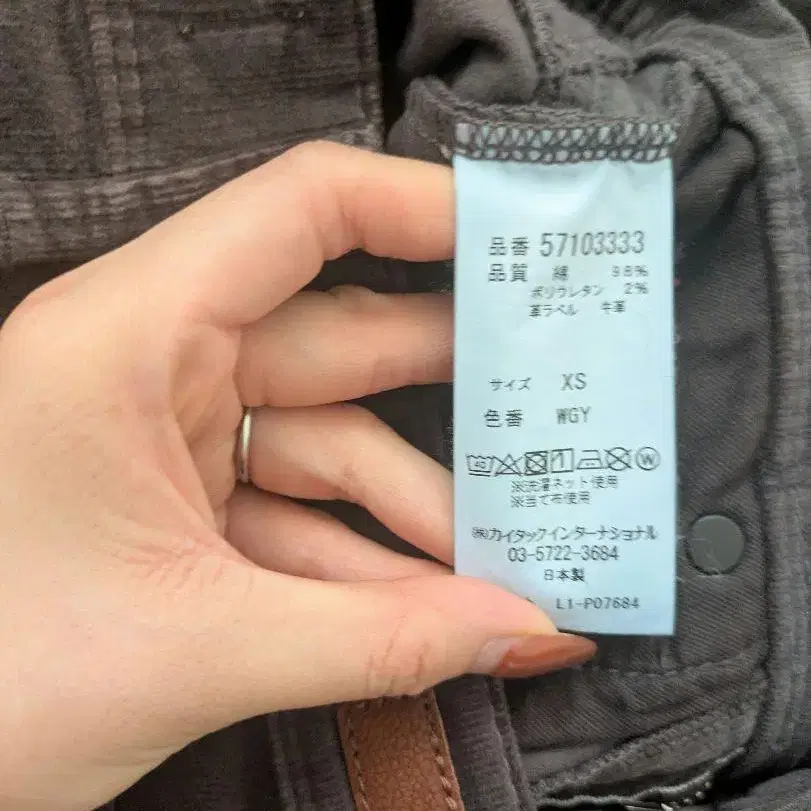 品番 57103333
品質 綿 98%
ポリウレタン 2%
革ラベル 牛革
サイズ XS
色番 WGY
40 W
※洗濯ネット使用
※当て布使用
㈱カイタックインターナショナル
03-5722-3684
日本製
L1-P07684